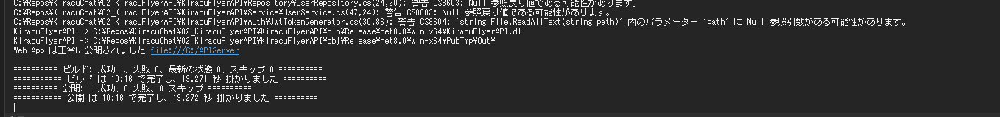 C:¥Repos¥KiracuChat¥02_KiracuFlyerAPI¥KiracuFlyerAPI¥Repository¥UserRepository.cs(24,20): 警告 CS8603: Null 参照戻り値である可能性があります。
C:¥Repos¥KiracuChat¥02_KiracuFlyerAPI¥KiracuFlyerAPI¥Service¥UserService.cs(47,24): 警告 CS8603: Null 参照戻り値である可能性があります。
C:¥Repos¥KiracuChat¥02_KiracuFlyerAPI¥KiracuFlyerAPI¥Auth¥JwtTokenGenerator.cs(30,86): 警告 CS8604: 'string File.ReadAllText(string path)' 内のパラメーター 'path' に Null 参照引数がある可能性があります。
KiracuFlyerAPI -> C:¥Repos¥KiracuChat¥02_KiracuFlyerAPI¥KiracuFlyerAPI¥bin¥Release¥net8.0¥win-x64¥KiracuFlyerAPI.dll
KiracuFlyerAPI -> C:¥Repos¥KiracuChat¥02_KiracuFlyerAPI¥KiracuFlyerAPI¥obj¥Release¥net8.0¥win-x64¥PubTmp¥Out¥
Web App は正常に公開されました file:///C:/APIServer
========== ビルド: 成功 1、失敗 0、最新の状態 0、スキップ 0 ==========
=========== ビルド は 10:16 で完了し、13.271 秒 掛かりました ==========
========== 公開: 1 成功、0 失敗、0 スキップ ==========
=========== 公開 は 10:16 で完了し、13.272 秒 掛かりました ==========